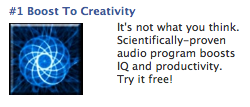 #1 Boost To Creativity
It's not what you think.
Scientifically-proven
audio program boosts
IQ and productivity.
Try it free!